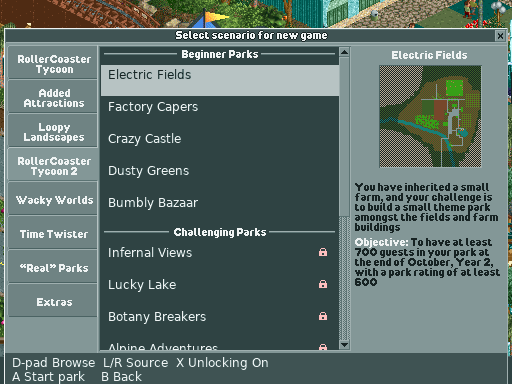 Select scenario for new game
RollerCoaster
Tycoon
Added
Attractions
Loopy
Landscapes
RollerCoaster
Tycoon 2
Wacky Worlds
Time Twister
"Real" Parks
Extras
Beginner Parks
Electric Fields
Factory Capers
Crazy Castle
Dusty Greens
Bumbly Bazaar
Challenging Parks
Infernal Views
Lucky Lake
Botany Breakers
Alpine Adventures
Electric Fields
You have inherited a small
farm, and your challenge is
to build a small theme park
amongst the fields and farm
buildings
Objective: To have at least
700 guests in your park at
the end of October, Year 2,
with a park rating of at least
600
D-pad Browse L/R Source X Unlocking On
A Start park B Back